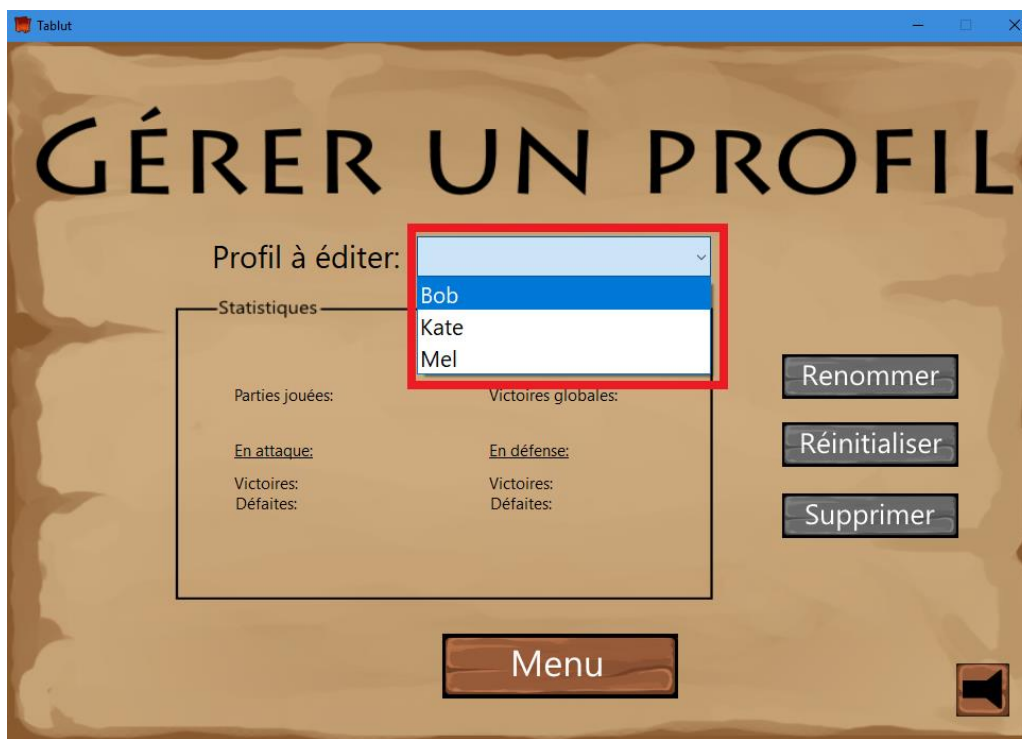 Tablut
GÉRER UN PROFIL
Profil à éditer:
Bob
Kate
Mel
Statistiques
Parties jouées:
Victoires globales:
En attaque:
En défense:
Victoires:
Victoires:
Défaites:
Défaites:
Renommer
Réinitialiser
Supprimer
Menu